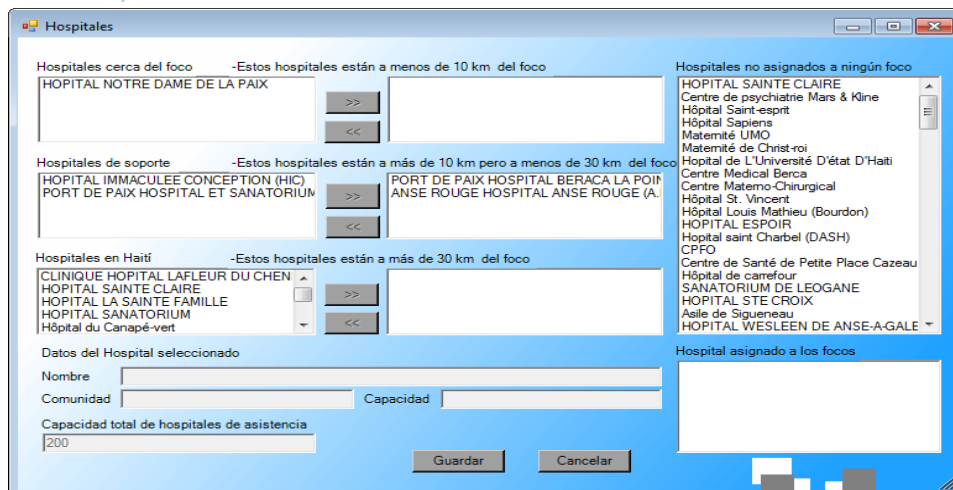 Hospitales
Hospitales cerca del foco -Estos hospitales están a menos de 10 km del foco
HOPITAL NOTRE DAME DE LA PAIX
>>
<<
Hospitales de soporte -Estos hospitales están a más de 10 km pero a menos de 30 km del foco
HOPITAL IMMACULEE CONCEPTION (HIC)
PORT DE PAIX HOSPITAL ET SANATORIUM
>>
<<
PORT DE PAIX HOSPITAL BERACA LA POIN
ANSE ROUGE HOSPITAL ANSE ROUGE (A.
Hospitales en Haití -Estos hospitales están a más de 30 km del foco
CLINIQUE HOPITAL LAFLEUR DU CHEN
HOPITAL SAINTE CLAIRE
HOPITAL LA SAINTE FAMILLE
HOPITAL SANATORIUM
Hôpital du Canapé-vert
>>
<<
Hospitales no asignados a ningún foco
HOPITAL SAINTE CLAIRE
Centre de psychiatrie Mars & Kline
Hôpital Saint-esprit
Hôpital Sapiens
Maternité UMO
Maternité de Christ-roi
Hopital de L'Université D'état D'Haiti
Centre Medical Berca
Centre Materno-Chirurgical
Hôpital St. Vincent
Hôpital Louis Mathieu (Bourdon)
HOPITAL ESPOIR
Hopital saint Charbel (DASH)
CPFO
Centre de Santé de Petite Place Cazeau
Hôpital de carrefour
SANATORIUM DE LEOGANE
HOPITAL STE CROIX
Asile de Sigueneau
HOPITAL WESLEEN DE ANSE-A-GALE
Datos del Hospital seleccionado
Nombre
Comunidad Capacidad
Capacidad total de hospitales de asistencia
200
Hospital asignado a los focos
Guardar Cancelar